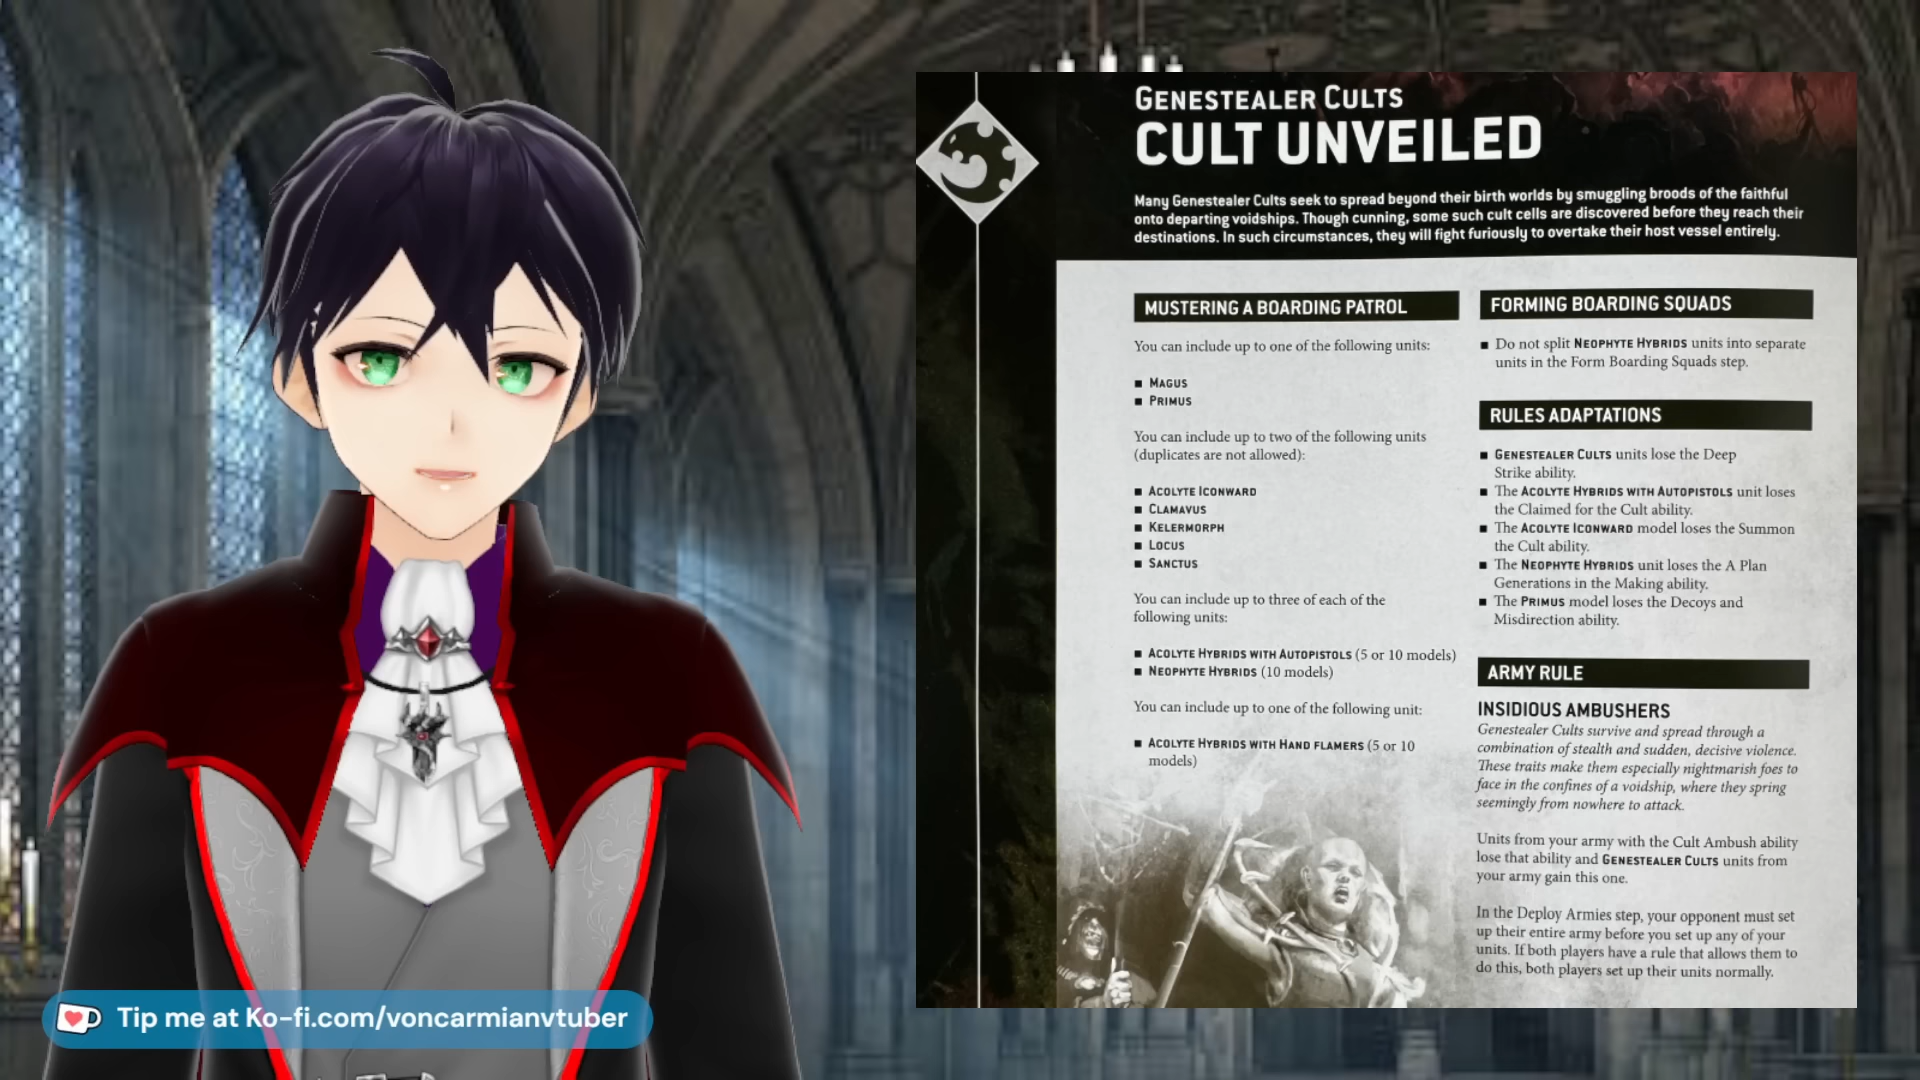 GENESTEALER CULTS
CULT UNVEILED
Many Genestealer Cults seek to spread beyond their birth worlds by smuggling broods of the faithful
onto departing voidships. Though cunning, some such cult cells are discovered before they reach their
destinations. In such circumstances, they will fight furiously to overtake their host vessel entirely.
MUSTERING A BOARDING PATROL
You can include up to one of the following units:
■ MAGUS
■ PRIMUS
You can include up to two of the following units
(duplicates are not allowed):
■ ACOLYTE ICONWARD
■ CLAMAVUS
■ KELERMORPH
■ LOCUS
■ SANCTUS
You can include up to three of each of the
following units:
■ ACOLYTE HYBRIDS WITH AUTOPISTOLS (5 or 10 models)
■ NEOPHYTE HYBRIDS (10 models)
You can include up to one of the following unit:
■ ACOLYTE HYBRIDS WITH HAND FLAMERS (5 or 10
models)
FORMING BOARDING SQUADS
■ Do not split NEOPHYTE HYBRIDS units into separate
units in the Form Boarding Squads step.
RULES ADAPTATIONS
■ GENESTEALER CULTS units lose the Deep
Strike ability.
■ The ACOLYTE HYBRIDS WITH AUTOPISTOLS unit loses
the Claimed for the Cult ability.
■ The ACOLYTE ICONWARD model loses the Summon
the Cult ability.
■ The NEOPHYTE HYBRIDS unit loses the A Plan
Generations in the Making ability.
■ The PRIMUS model loses the Decoys and
Misdirection ability.
ARMY RULE
INSIDIOUS AMBUSHERS
Genestealer Cults survive and spread through a
combination of stealth and sudden, decisive violence.
These traits make them especially nightmarish foes to
face in the confines of a voidship, where they spring
seemingly from nowhere to attack.
Units from your army with the Cult Ambush ability
lose that ability and GENESTEALER CULTS units from
your army gain this one.
In the Deploy Armies step, your opponent must set
up their entire army before you set up any of your
units. If both players have a rule that allows them to
do this, both players set up their units normally.
Tip me at Ko-fi.com/voncarmianvtuber